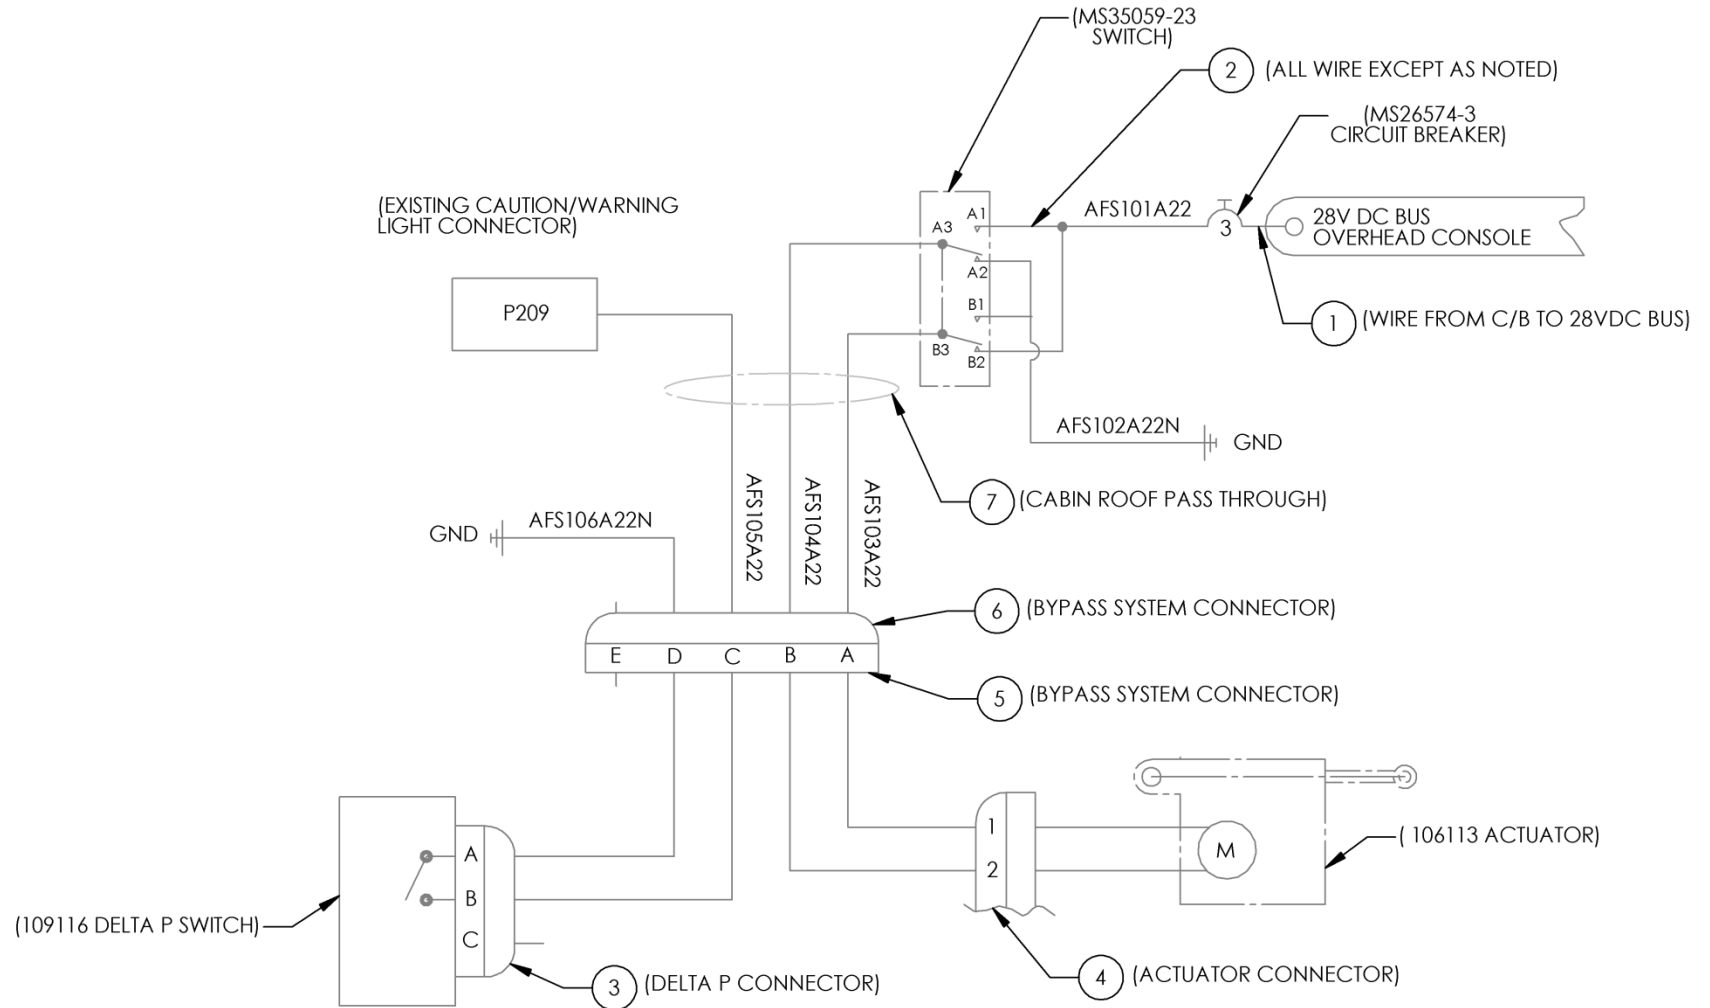 (MS35059-23
SWITCH)
2 (ALL WIRE EXCEPT AS NOTED)
(MS26574-3
CIRCUIT BREAKER)
(EXISTING CAUTION/WARNING
LIGHT CONNECTOR)
A1
AFS101A22
3
28V DC BUS
OVERHEAD CONSOLE
A3
A2
B1
B3
B2
P209
1 (WIRE FROM C/B TO 28VDC BUS)
AFS102A22N
GND
7 (CABIN ROOF PASS THROUGH)
AFS105A22
AFS104A22
AFS103A22
GND
AFS106A22N
6 (BYPASS SYSTEM CONNECTOR)
E D C B A
5 (BYPASS SYSTEM CONNECTOR)
1
2
M
( 106113 ACTUATOR)
A
B
C
(109116 DELTA P SWITCH)
3 (DELTA P CONNECTOR)
4 (ACTUATOR CONNECTOR)